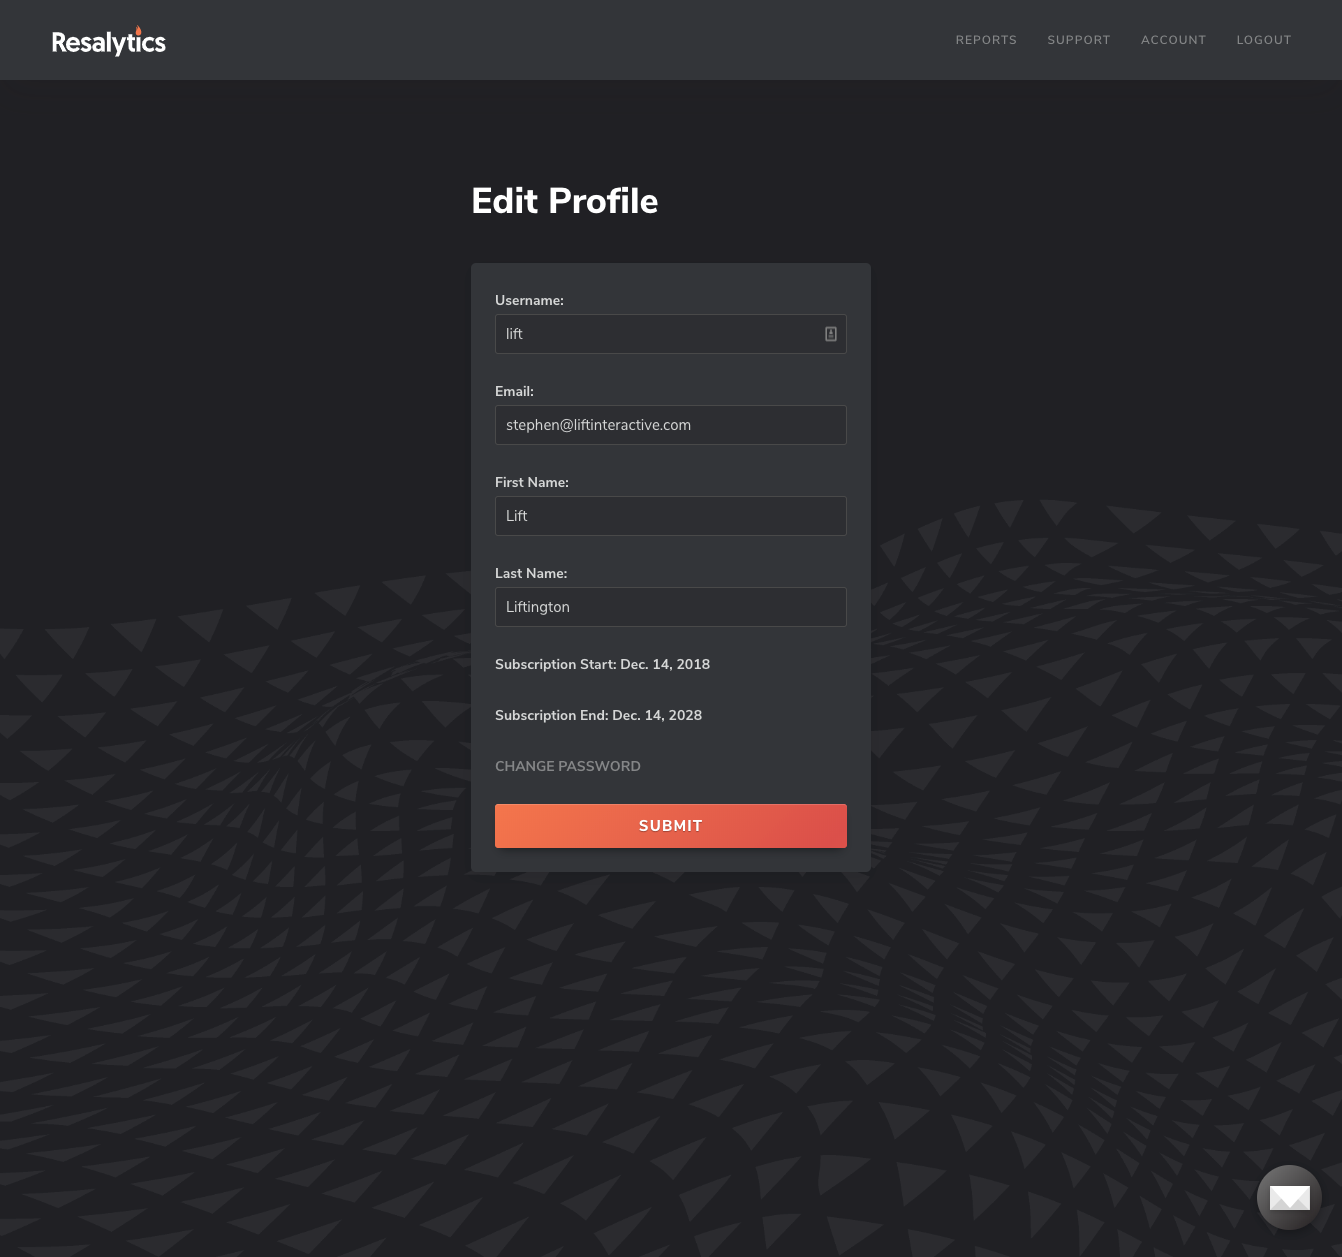 Resalytics
REPORTS SUPPORT ACCOUNT LOGOUT
Edit Profile
Username:
lift
Email:
stephen@liftinteractive.com
First Name:
Lift
Last Name:
Liftington
Subscription Start: Dec. 14, 2018
Subscription End: Dec. 14, 2028
CHANGE PASSWORD
SUBMIT